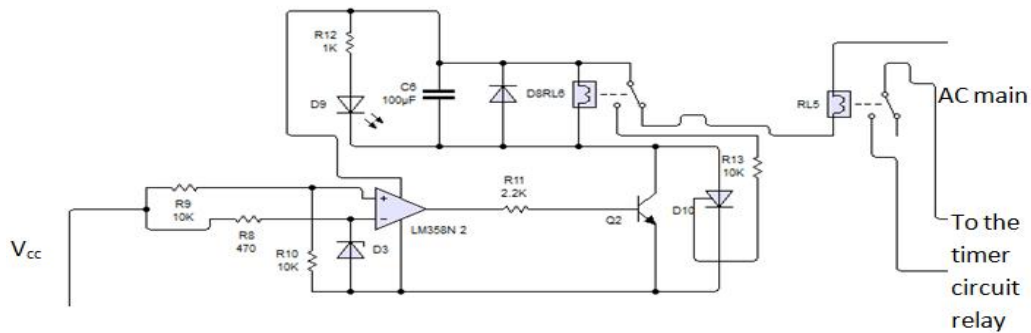 R12
1K
C6
100µF
D8RL6
D9
RL5
AC main
R13
10K
R11
2.2K
+
R9
10K
D10
Q2
−
LM358N 2
R8
470
D3
R10
10K
Vcc
To the
timer
circuit
relay